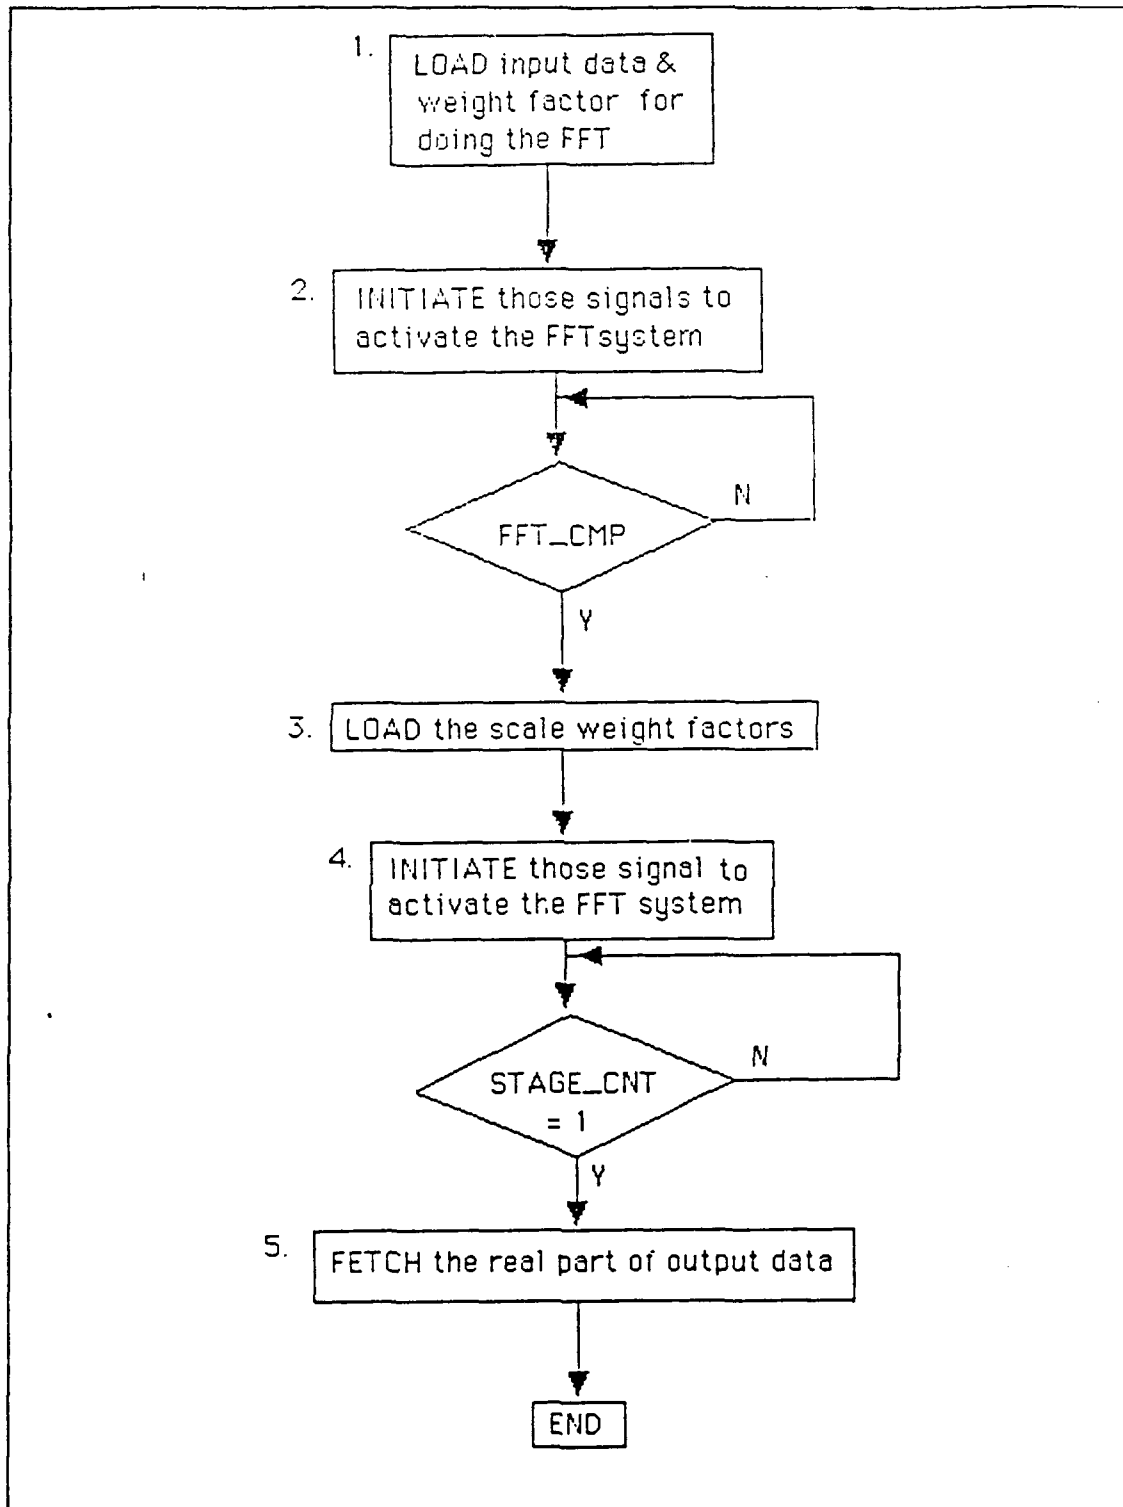 1.
LOAD input data &
weight factor for
doing the FFT
2.
INITIATE those signals to
activate the FFTsystem
N
FFT_CMP
Y
3.
LOAD the scale weight factors
4.
INITIATE those signal to
activate the FFT system
N
STAGE_CNT
= 1
Y
5.
FETCH the real part of output data
END